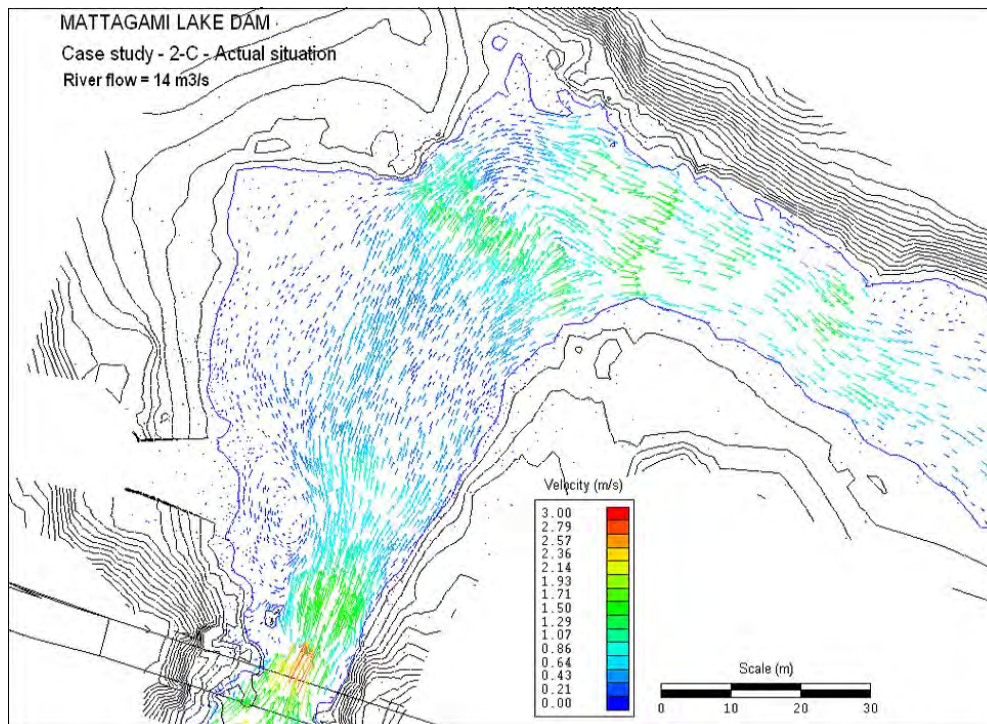 MATTAGAMI LAKE DAM
Case study - 2-C - Actual situation
River flow = 14 m3/s
Velocity (m/s)
3.00
2.79
2.57
2.36
2.14
1.93
1.71
1.50
1.29
1.07
0.86
0.64
0.43
0.21
0.00
Scale (m)
0 10 20 30